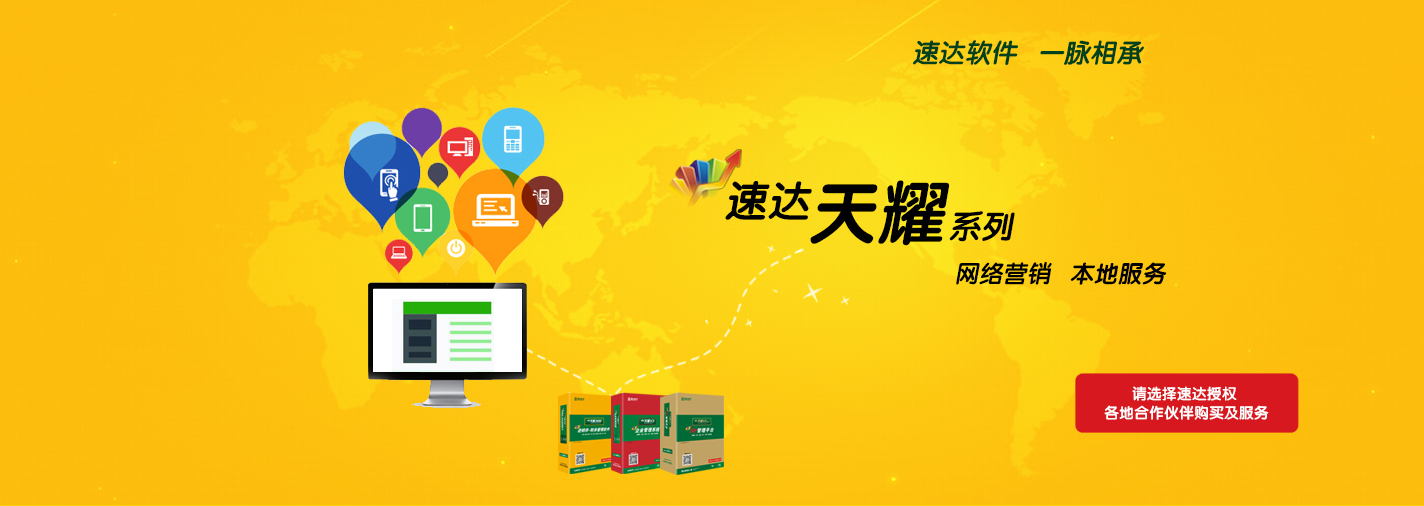 速达软件 一脉相承
速达天耀系列
网络营销 本地服务
请选择速达授权
各地合作伙伴购买及服务